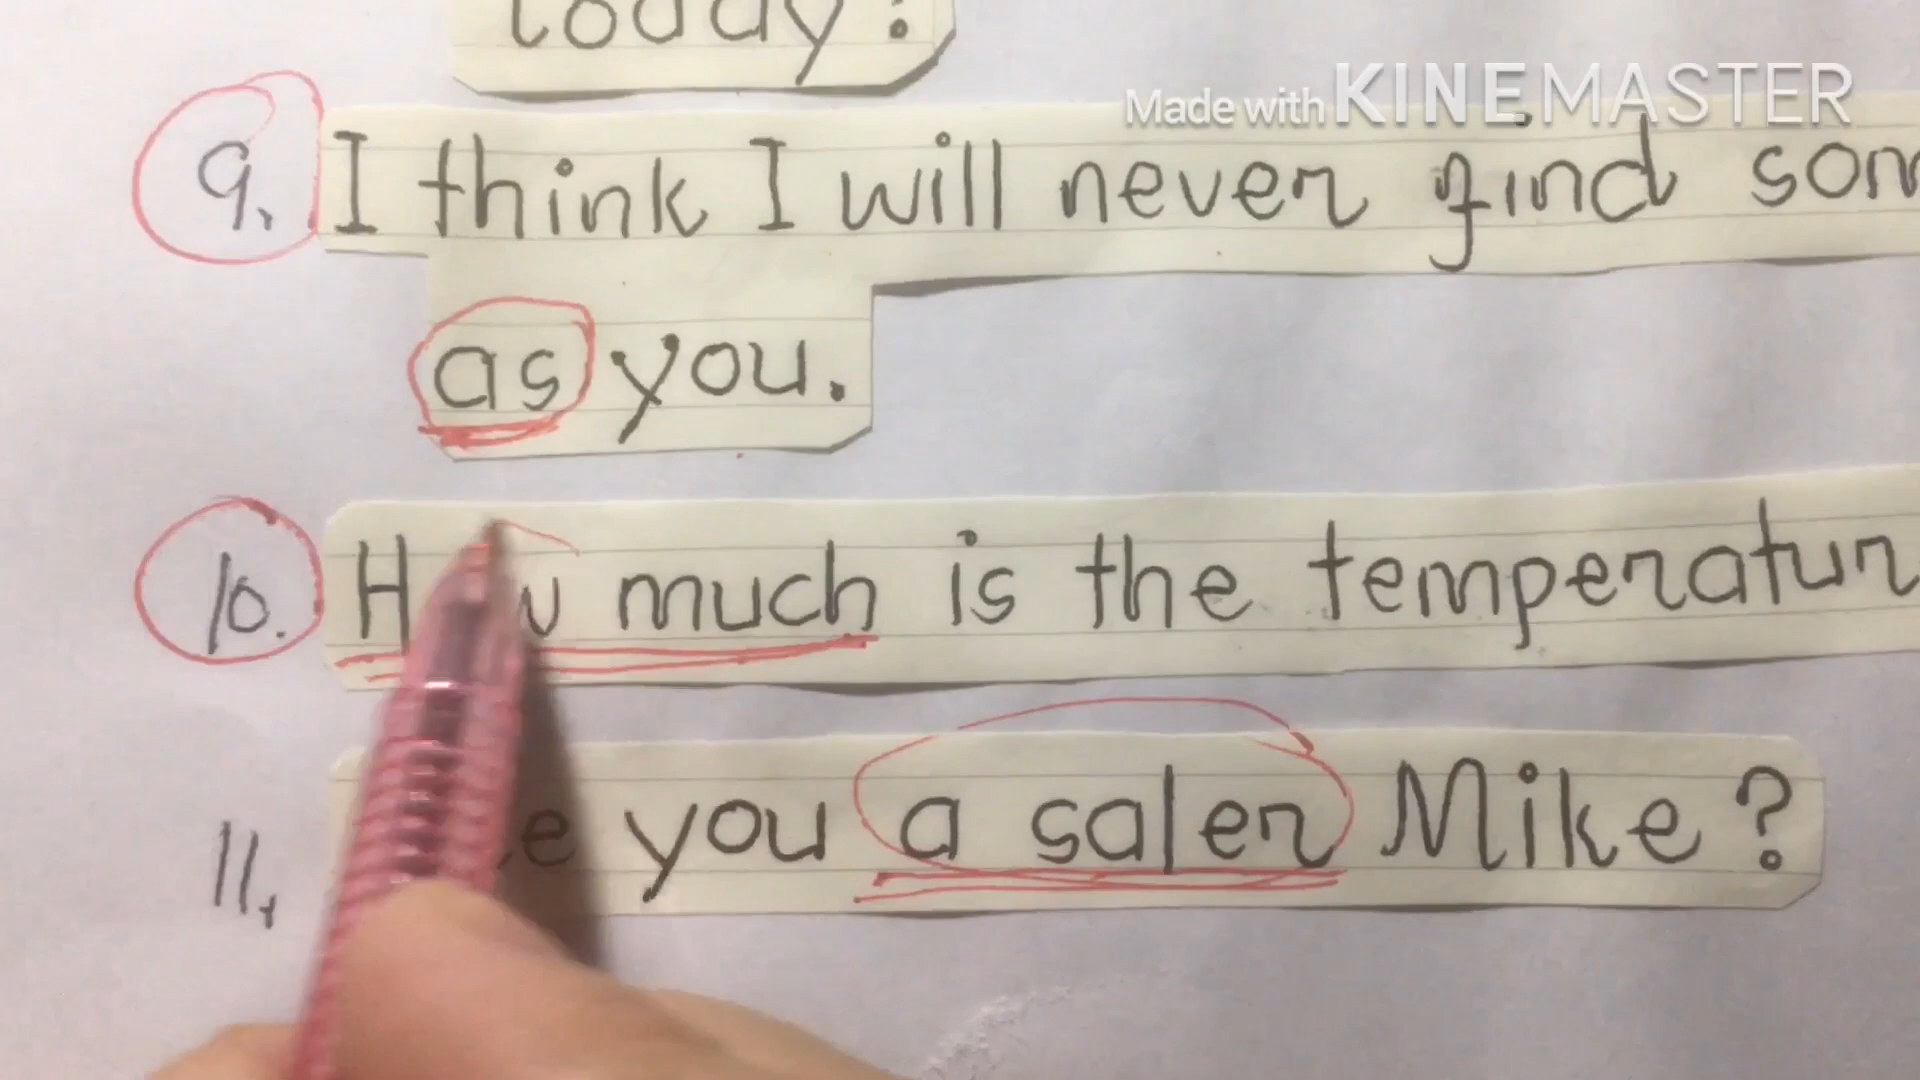 today?
Made with KINEMASTER
9. I think I will never find som
as you.
10. How much is the temperatur
11. you a saler Mike?